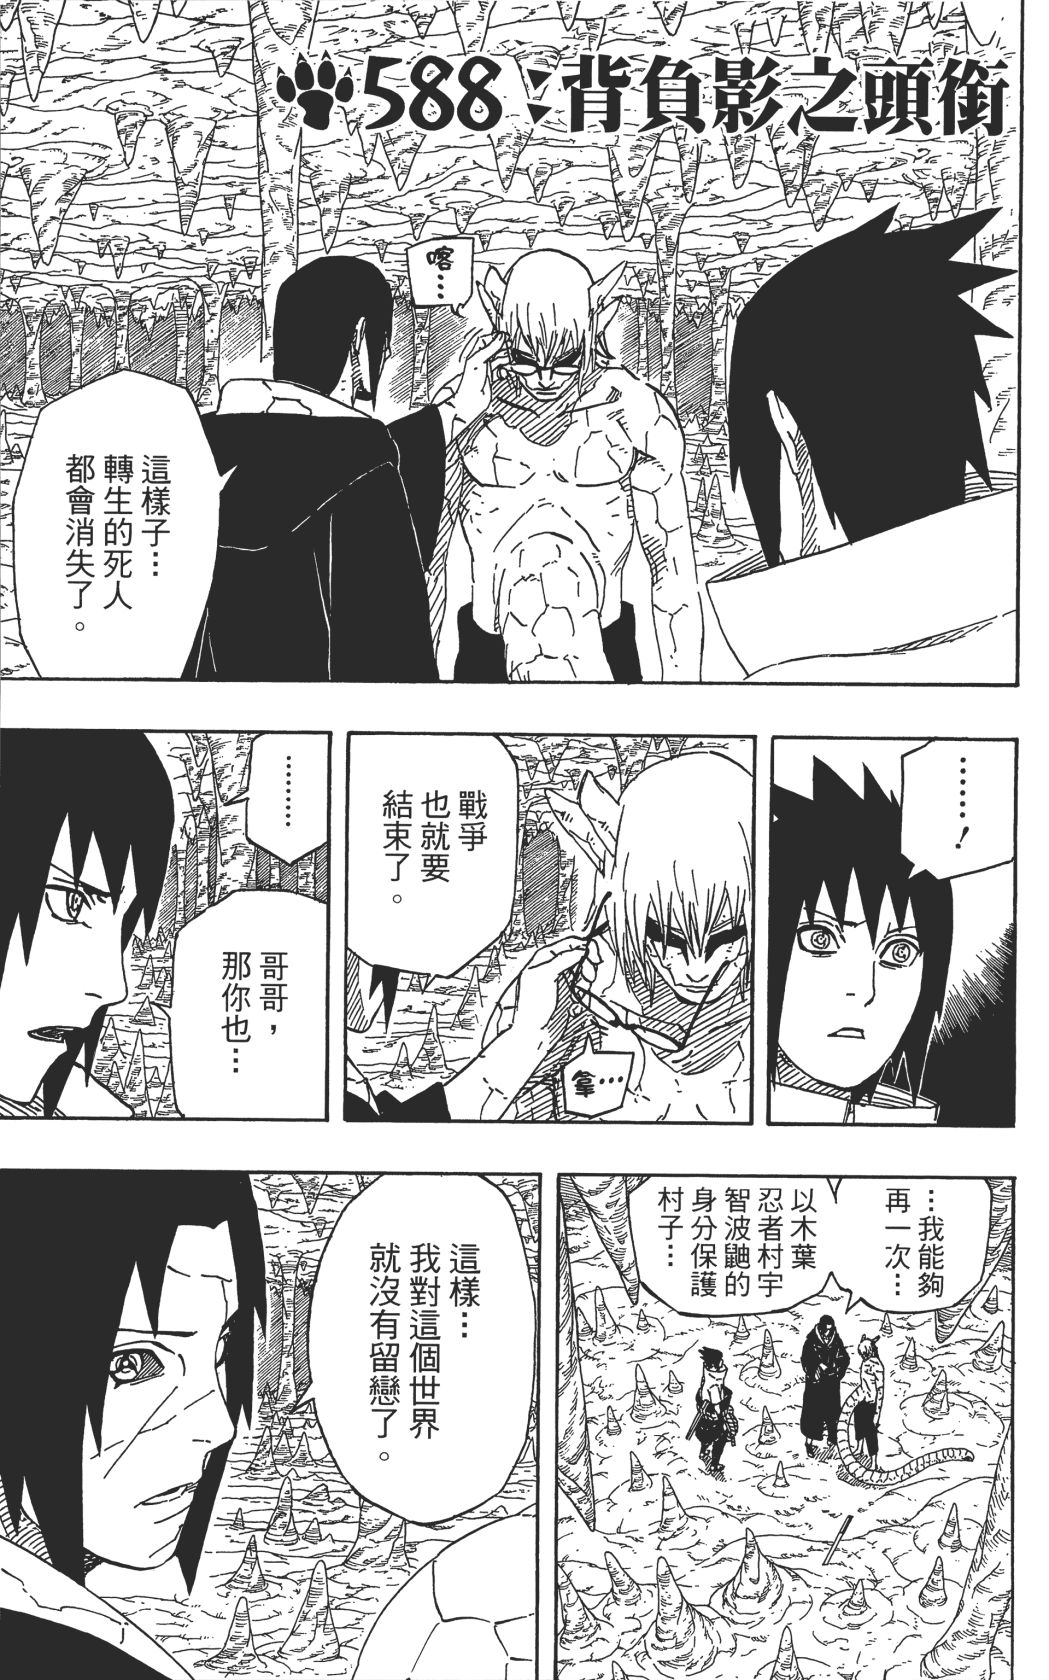 588：背負影之頭銜
喀…
這樣子…
轉生的死人
都會消失了。
……！
戰爭
也就要
結束了。
拿…
………
哥哥，
那你也…
…我能夠
再一次…
以木葉
忍者村宇
智波鼬的
身分保護
村子…
這樣…
我對這個世界
就沒有留戀了。